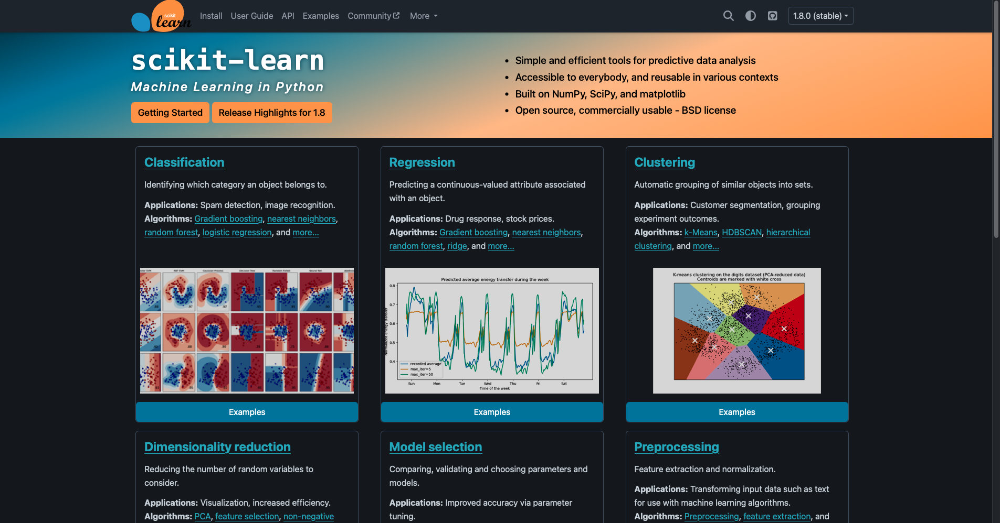 scikit
learn
Install
User Guide
API
Examples
Community
More
1.8.0 (stable)
scikit-learn
Machine Learning in Python
Getting Started
Release Highlights for 1.8
Simple and efficient tools for predictive data analysis
Accessible to everybody, and reusable in various contexts
Built on NumPy, SciPy, and matplotlib
Open source, commercially usable - BSD license
Classification
Identifying which category an object belongs to.
Applications: Spam detection, image recognition.
Algorithms: Gradient boosting, nearest neighbors,
random forest, logistic regression, and more...
RBF SVM
Gaussian Process
Decision Tree
Random Forest
Neural Net
Examples
Regression
Predicting a continuous-valued attribute associated
with an object.
Applications: Drug response, stock prices.
Algorithms: Gradient boosting, nearest neighbors,
random forest, ridge, and more...
Predicted average energy transfer during the week
0.8
0.7
0.6
0.5
0.4
Normalized energy transfer
recorded average
max_iter=5
max_iter=50
Sun Mon Tue Wed Thu Fri Sat
Time of the week
Examples
Clustering
Automatic grouping of similar objects into sets.
Applications: Customer segmentation, grouping
experiment outcomes.
Algorithms: k-Means, HDBSCAN, hierarchical
clustering, and more...
K-means clustering on the digits dataset (PCA-reduced data)
Centroids are marked with white cross
Examples
Dimensionality reduction
Reducing the number of random variables to
consider.
Applications: Visualization, increased efficiency.
Algorithms: PCA, feature selection, non-negative
Model selection
Comparing, validating and choosing parameters and
models.
Applications: Improved accuracy via parameter
tuning.
Preprocessing
Feature extraction and normalization.
Applications: Transforming input data such as text
for use with machine learning algorithms.
Algorithms: Preprocessing, feature extraction, and